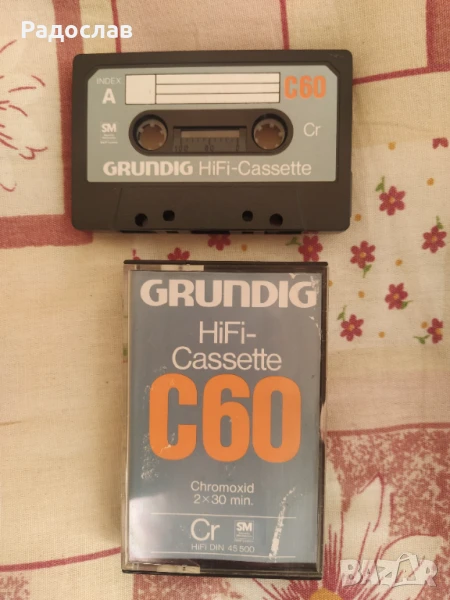 Радослав
INDEX
A
C60
SM
Cr
GRUNDIG HiFi-Cassette
GRUNDIG
HiFi-
Cassette
C60
Chromoxid
2×30 min.
Cr
SM
HiFi DIN 45 500
BAZAR